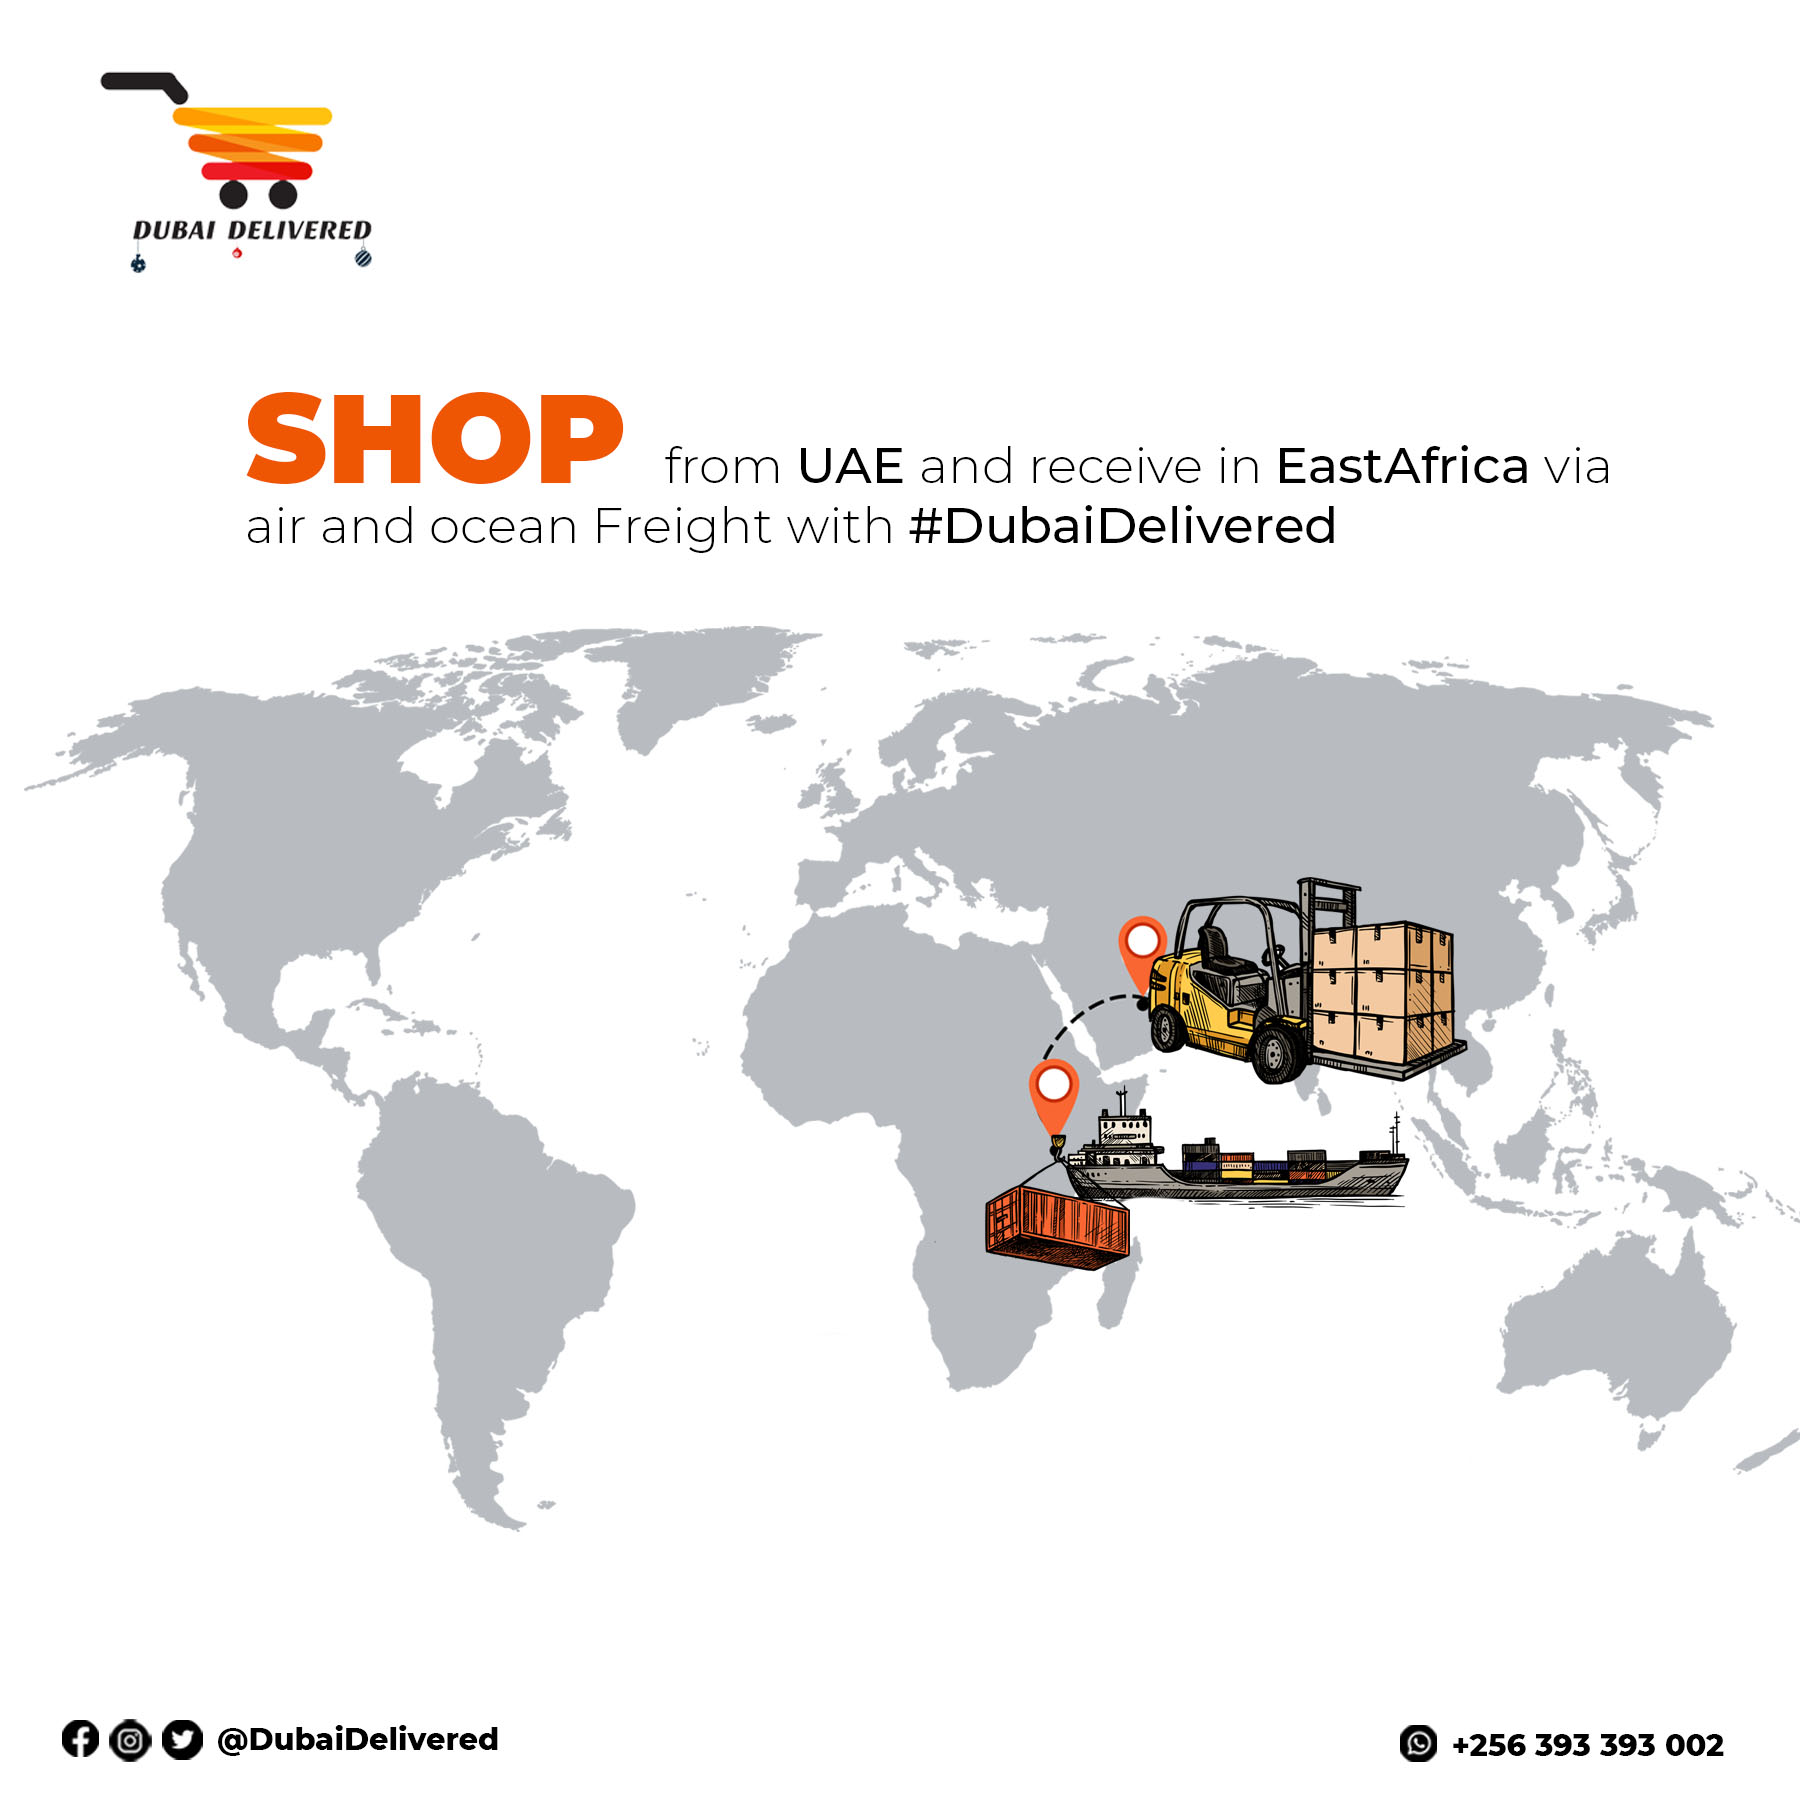 DUBAI DELIVERED
SHOP from UAE and receive in EastAfrica via
air and ocean Freight with #DubaiDelivered
@DubaiDelivered
+256 393 393 002